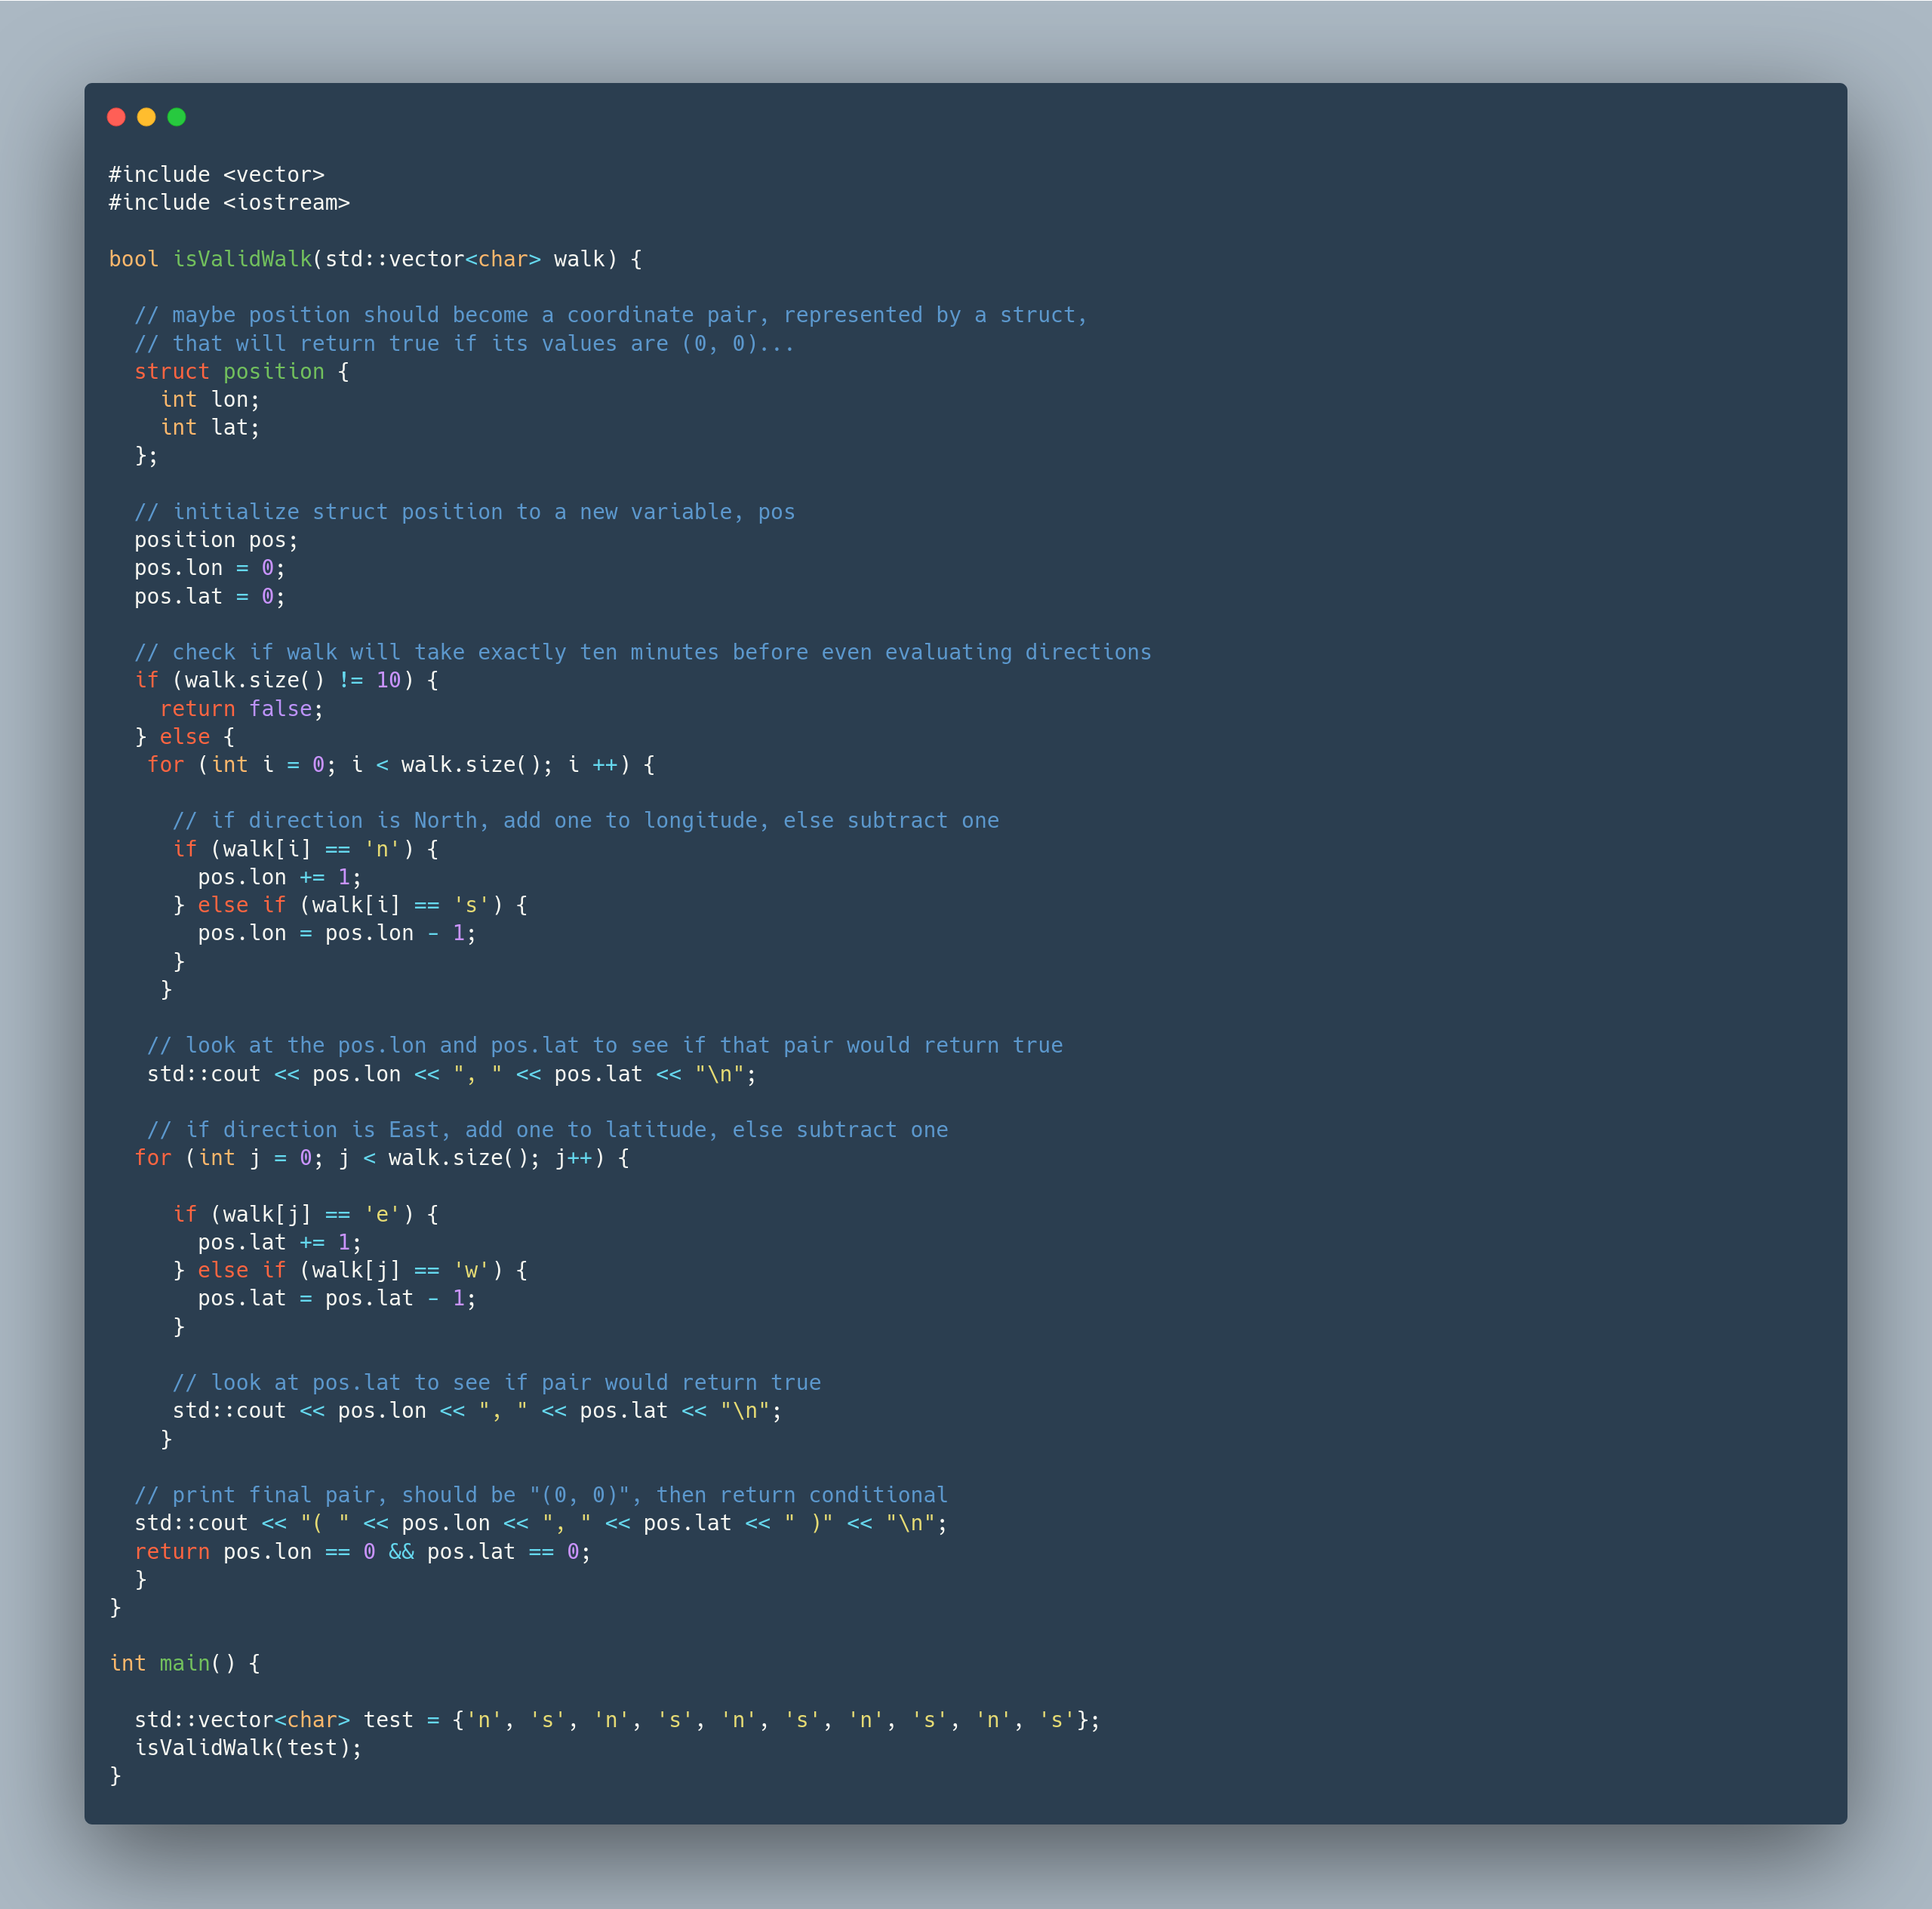 #include <vector>
#include <iostream>

bool isValidWalk(std::vector<char> walk) {

  // maybe position should become a coordinate pair, represented by a struct,
  // that will return true if its values are (0, 0)...
  struct position {
    int lon;
    int lat;
  };

  // initialize struct position to a new variable, pos
  position pos;
  pos.lon = 0;
  pos.lat = 0;

  // check if walk will take exactly ten minutes before even evaluating directions
  if (walk.size() != 10) {
    return false;
  } else {
   for (int i = 0; i < walk.size(); i ++) {

     // if direction is North, add one to longitude, else subtract one
     if (walk[i] == 'n') {
       pos.lon += 1;
     } else if (walk[i] == 's') {
       pos.lon = pos.lon - 1;
     }
    }

   // look at the pos.lon and pos.lat to see if that pair would return true
   std::cout << pos.lon << ", " << pos.lat << "\n";

   // if direction is East, add one to latitude, else subtract one
  for (int j = 0; j < walk.size(); j++) {

     if (walk[j] == 'e') {
       pos.lat += 1;
     } else if (walk[j] == 'w') {
       pos.lat = pos.lat - 1;
     }

     // look at pos.lat to see if pair would return true
     std::cout << pos.lon << ", " << pos.lat << "\n";
    }

  // print final pair, should be "(0, 0)", then return conditional
  std::cout << "( " << pos.lon << ", " << pos.lat << " )" << "\n";
  return pos.lon == 0 && pos.lat == 0;
  }
}

int main() {

  std::vector<char> test = {'n', 's', 'n', 's', 'n', 's', 'n', 's', 'n', 's'};
  isValidWalk(test);
}